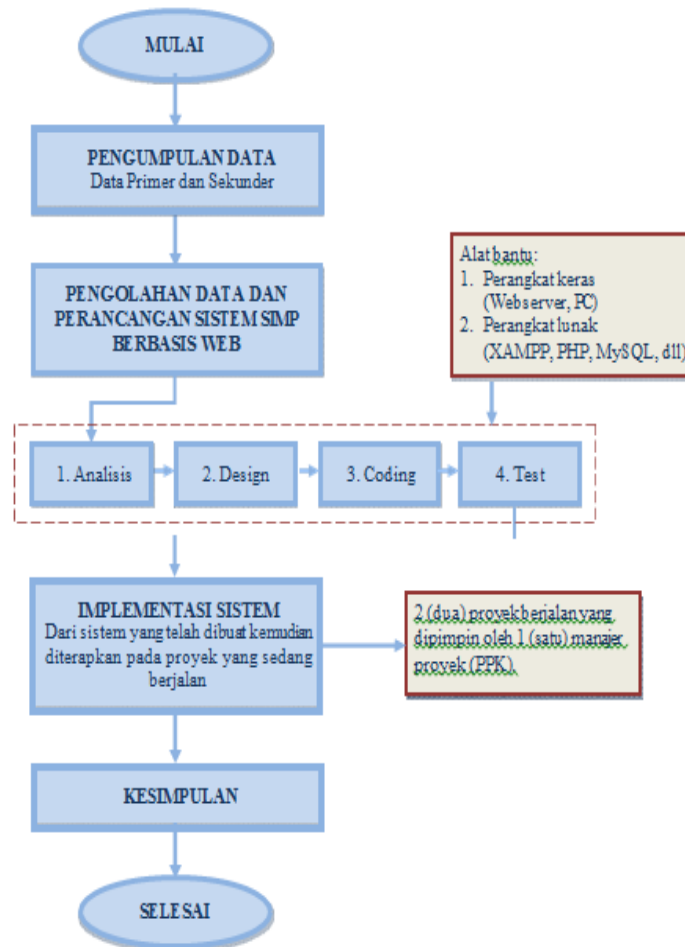 MULAI
PENGUMPULAN DATA
Data Primer dan Sekunder
PENGOLAHAN DATA DAN
PERANCANGAN SISTEM SIMP
BERBASIS WEB
Alat bantu:
1. Perangkat keras
(Webserver, PC)
2. Perangkat lunak
(XAMPP, PHP, MySQL, dll)
1. Analisis
2. Design
3. Coding
4. Test
IMPLEMENTASI SISTEM
Dari sistem yang telah dibuat kemudian
diterapkan pada proyek yang sedang
berjalan
2 (dua) proyek berjalan yang
dipimpin oleh 1 (satu) manajer
proyek (PPK).
KESIMPULAN
SELESAI